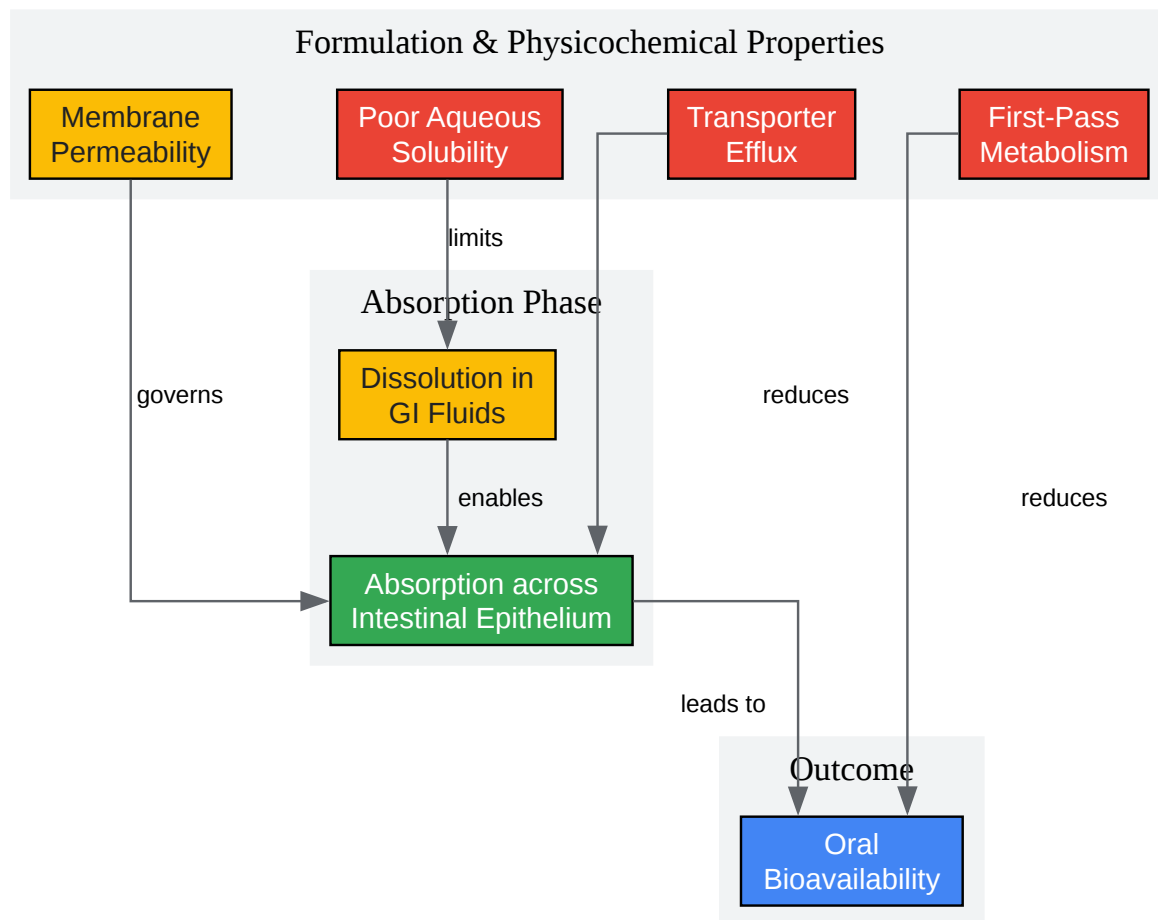 Formulation & Physicochemical Properties
Membrane
Permeability
Poor Aqueous
Solubility
Transporter
Efflux
First-Pass
Metabolism
limits
Absorption Phase
Dissolution in
GI Fluids
governs
reduces
enables
reduces
Absorption across
Intestinal Epithelium
leads to
Outcome
Oral
Bioavailability